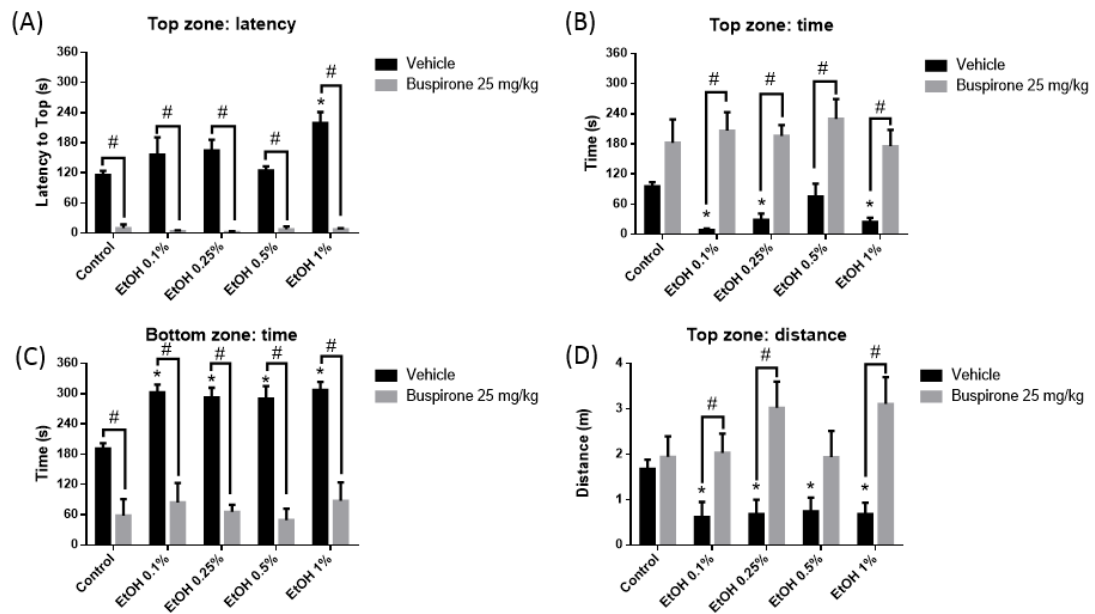 (A)
Top zone: latency
360
300
240
180
120
60
0
Latency to Top (s)
#
#
#
#
*
#
Vehicle
Buspirone 25 mg/kg
Control
EtOH 0.1%
EtOH 0.25%
EtOH 0.5%
EtOH 1%
(B)
Top zone: time
360
300
240
180
120
60
0
Time (s)
#
#
#
#
*
*
*
Vehicle
Buspirone 25 mg/kg
Control
EtOH 0.1%
EtOH 0.25%
EtOH 0.5%
EtOH 1%
(C)
Bottom zone: time
360
300
240
180
120
60
0
Time (s)
#
#
#
#
#
*
*
*
*
Vehicle
Buspirone 25 mg/kg
Control
EtOH 0.1%
EtOH 0.25%
EtOH 0.5%
EtOH 1%
(D)
Top zone: distance
4
3
2
1
0
Distance (m)
#
#
#
*
*
*
*
Vehicle
Buspirone 25 mg/kg
Control
EtOH 0.1%
EtOH 0.25%
EtOH 0.5%
EtOH 1%